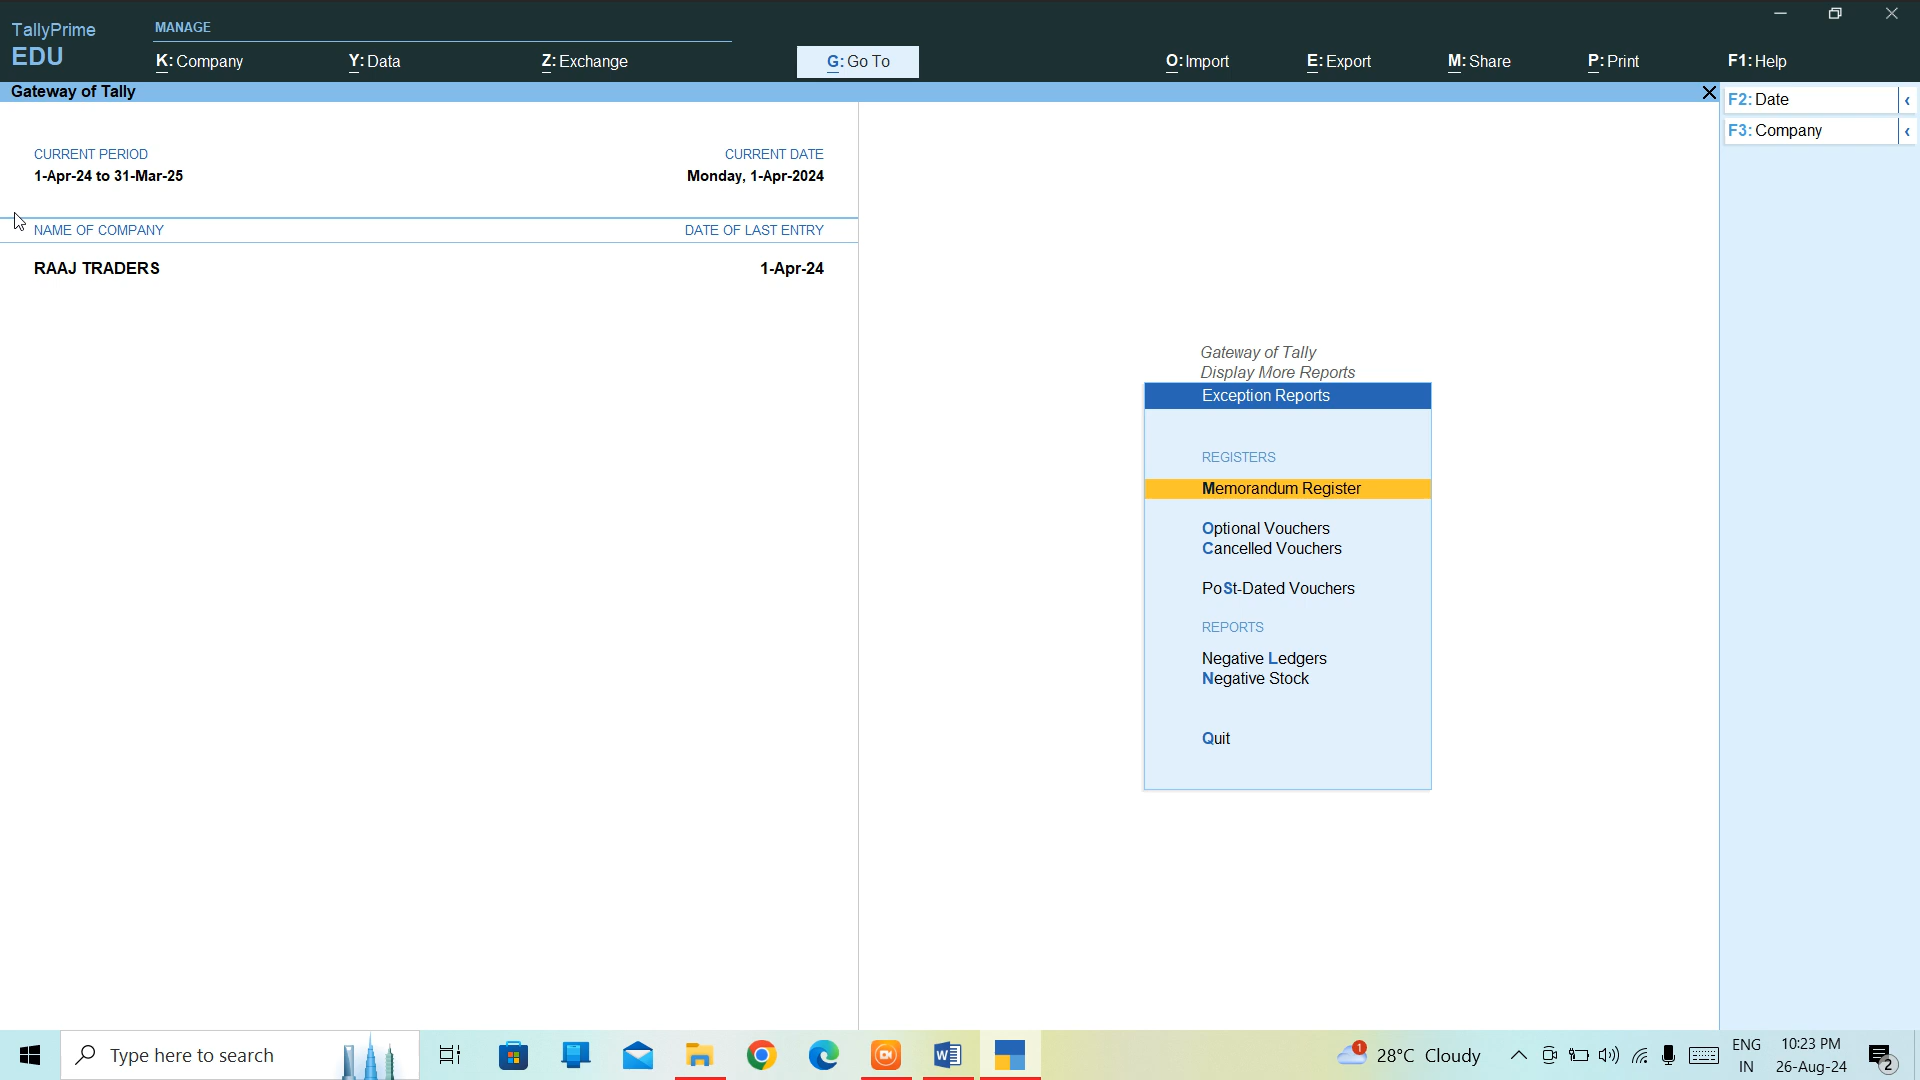 TallyPrime
EDU
MANAGE
K: Company
Y: Data
Z: Exchange
G: Go To
O: Import
E: Export
M: Share
P: Print
F1: Help
Gateway of Tally
F2: Date
F3: Company
CURRENT PERIOD
CURRENT DATE
1-Apr-24 to 31-Mar-25
Monday, 1-Apr-2024
NAME OF COMPANY
DATE OF LAST ENTRY
RAAJ TRADERS
1-Apr-24
Gateway of Tally
Display More Reports
Exception Reports
REGISTERS
Memorandum Register
Optional Vouchers
Cancelled Vouchers
PoSt-Dated Vouchers
REPORTS
Negative Ledgers
Negative Stock
Quit
Type here to search
1
28°C Cloudy
ENG
IN
10:23 PM
26-Aug-24
2